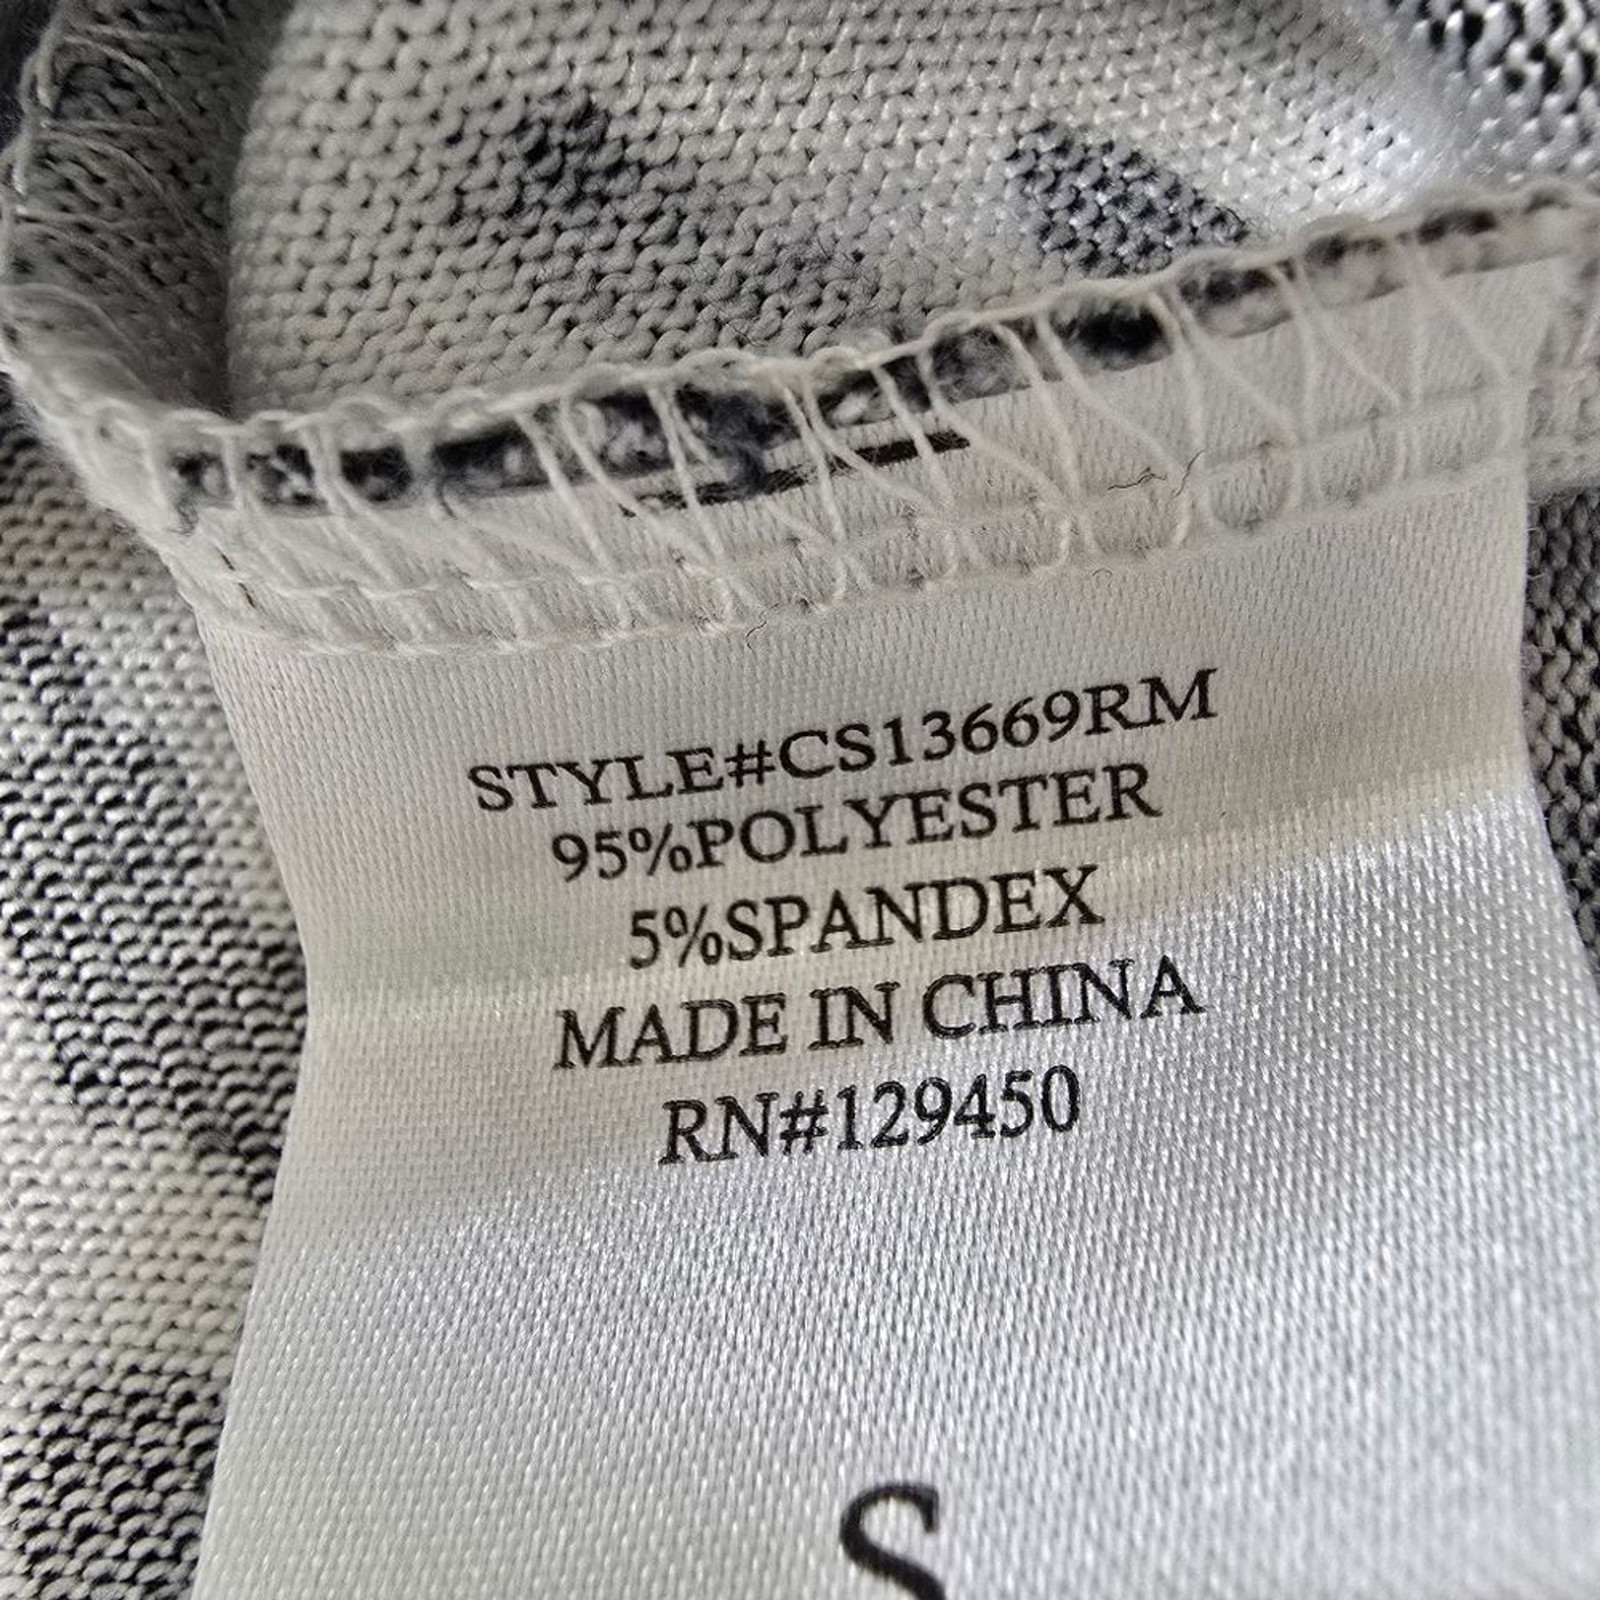 STYLE#CS13669RM
95%POLYESTER
5%SPANDEX
MADE IN CHINA
RN#129450
S